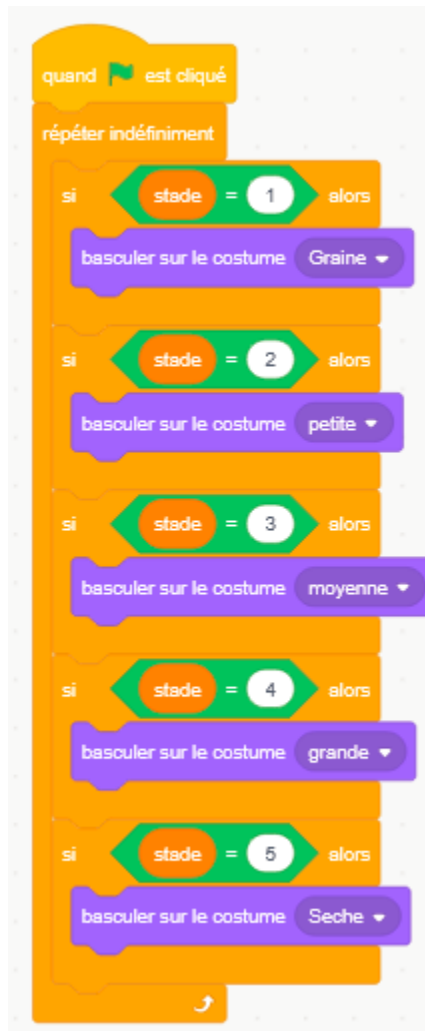 quand est cliqué
répéter indéfiniment
si stade = 1 alors
basculer sur le costume Graine
si stade = 2 alors
basculer sur le costume petite
si stade = 3 alors
basculer sur le costume moyenne
si stade = 4 alors
basculer sur le costume grande
si stade = 5 alors
basculer sur le costume Seche